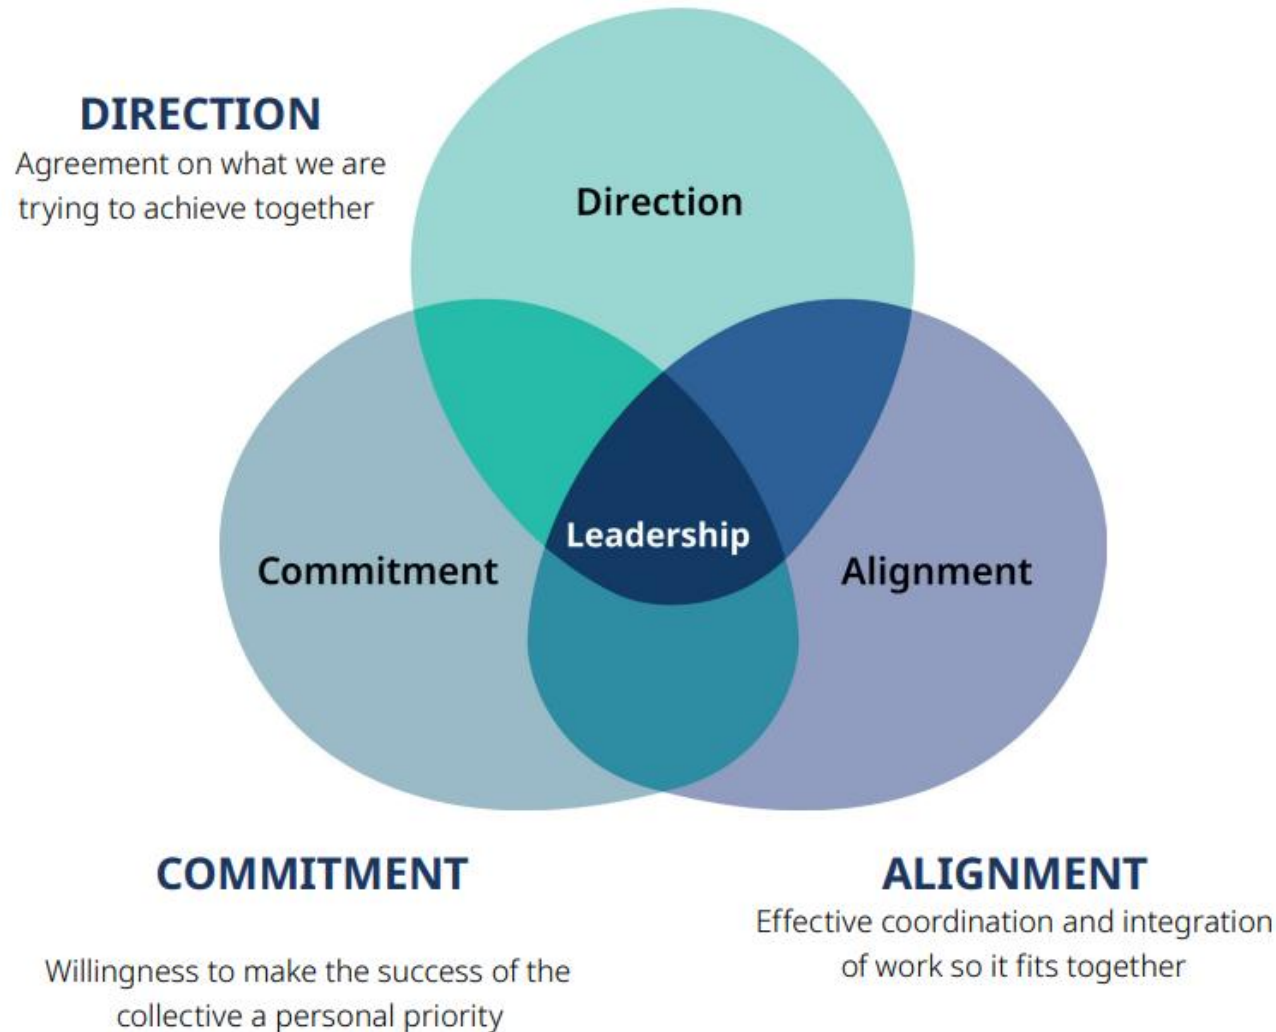 DIRECTION
Agreement on what we are
trying to achieve together
Direction
Leadership
Commitment
Alignment
COMMITMENT
Willingness to make the success of the
collective a personal priority
ALIGNMENT
Effective coordination and integration
of work so it fits together